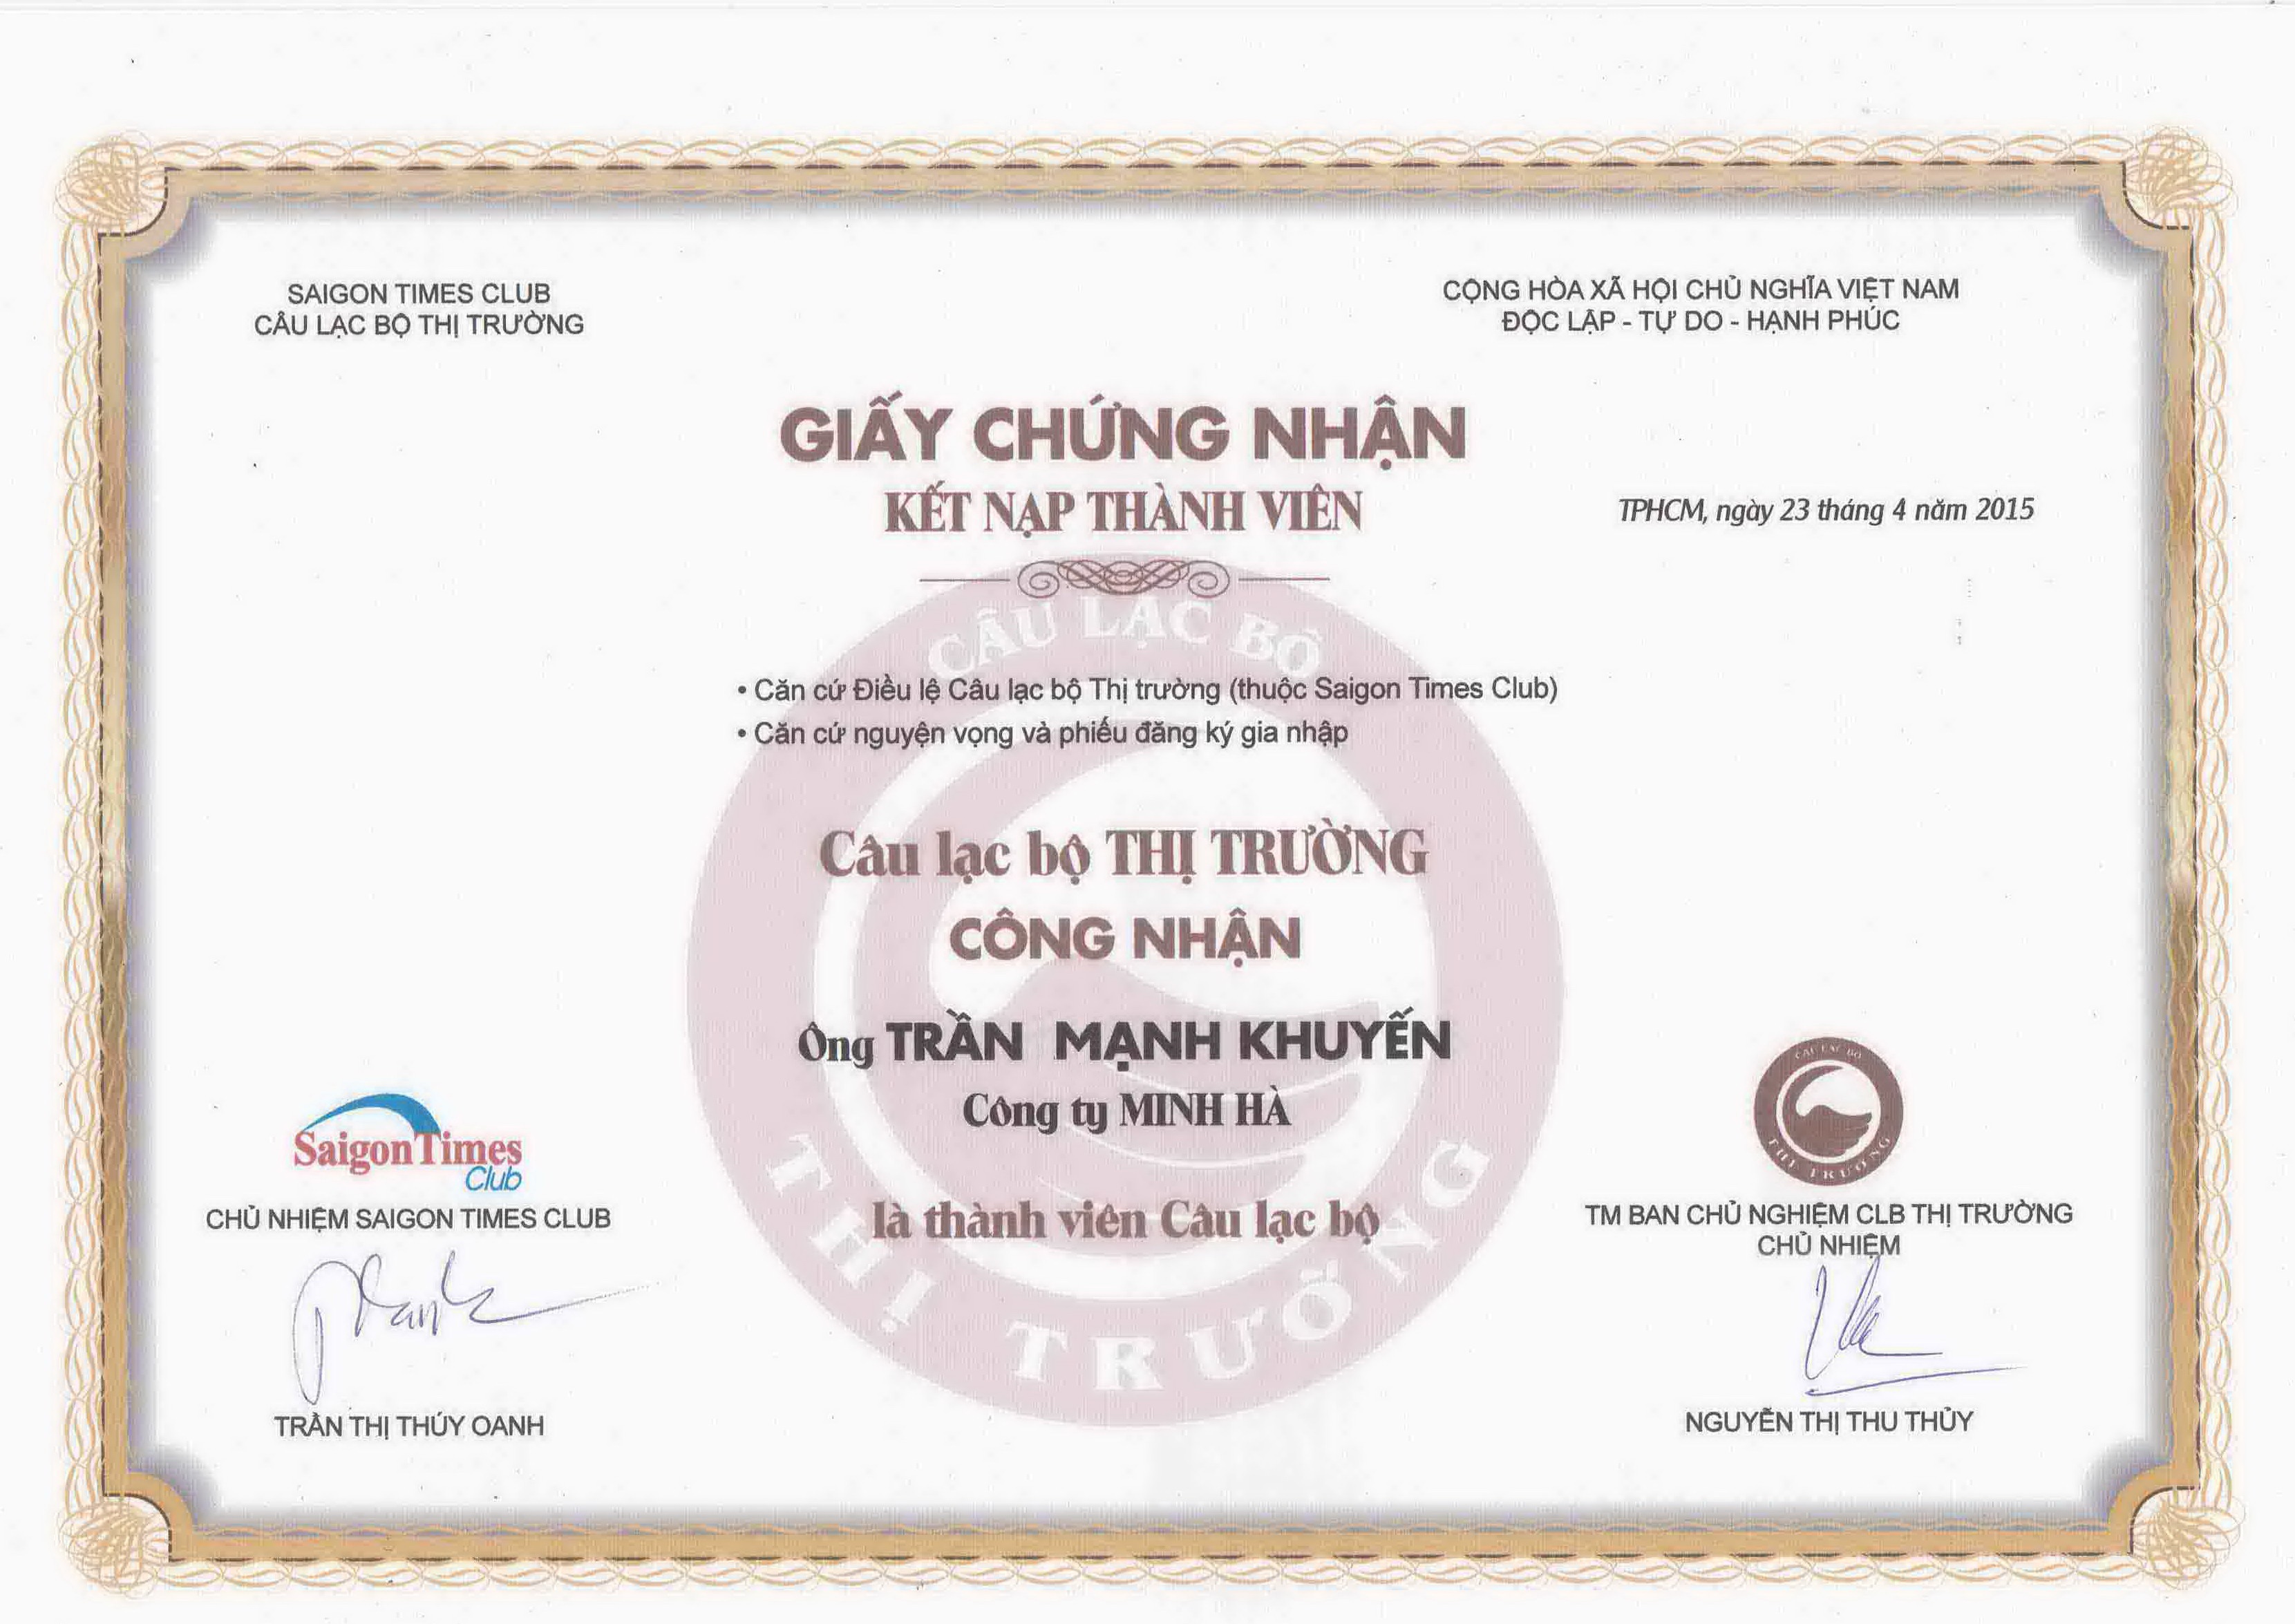 SAIGON TIMES CLUB
CÂU LẠC BỘ THỊ TRƯỜNG
CỘNG HÒA XÃ HỘI CHỦ NGHĨA VIỆT NAM
ĐỘC LẬP - TỰ DO - HẠNH PHÚC
GIẤY CHỨNG NHẬN
KẾT NẠP THÀNH VIÊN
TPHCM, ngày 23 tháng 4 năm 2015
CÂU LẠC BỘ
• Căn cứ Điều lệ Câu lạc bộ Thị trường (thuộc Saigon Times Club)
• Căn cứ nguyện vọng và phiếu đăng ký gia nhập
Câu lạc bộ THỊ TRƯỜNG
CÔNG NHẬN
Ông TRẦN MẠNH KHUYẾN
Công ty MINH HÀ
là thành viên Câu lạc bộ
THỊ TRƯỜNG
SaigonTimes
Club
CHỦ NHIỆM SAIGON TIMES CLUB
TRẦN THỊ THÚY OANH
CÂU LẠC BỘ
THỊ TRƯỜNG
TM BAN CHỦ NGHIỆM CLB THỊ TRƯỜNG
CHỦ NHIỆM
NGUYỄN THỊ THU THỦY